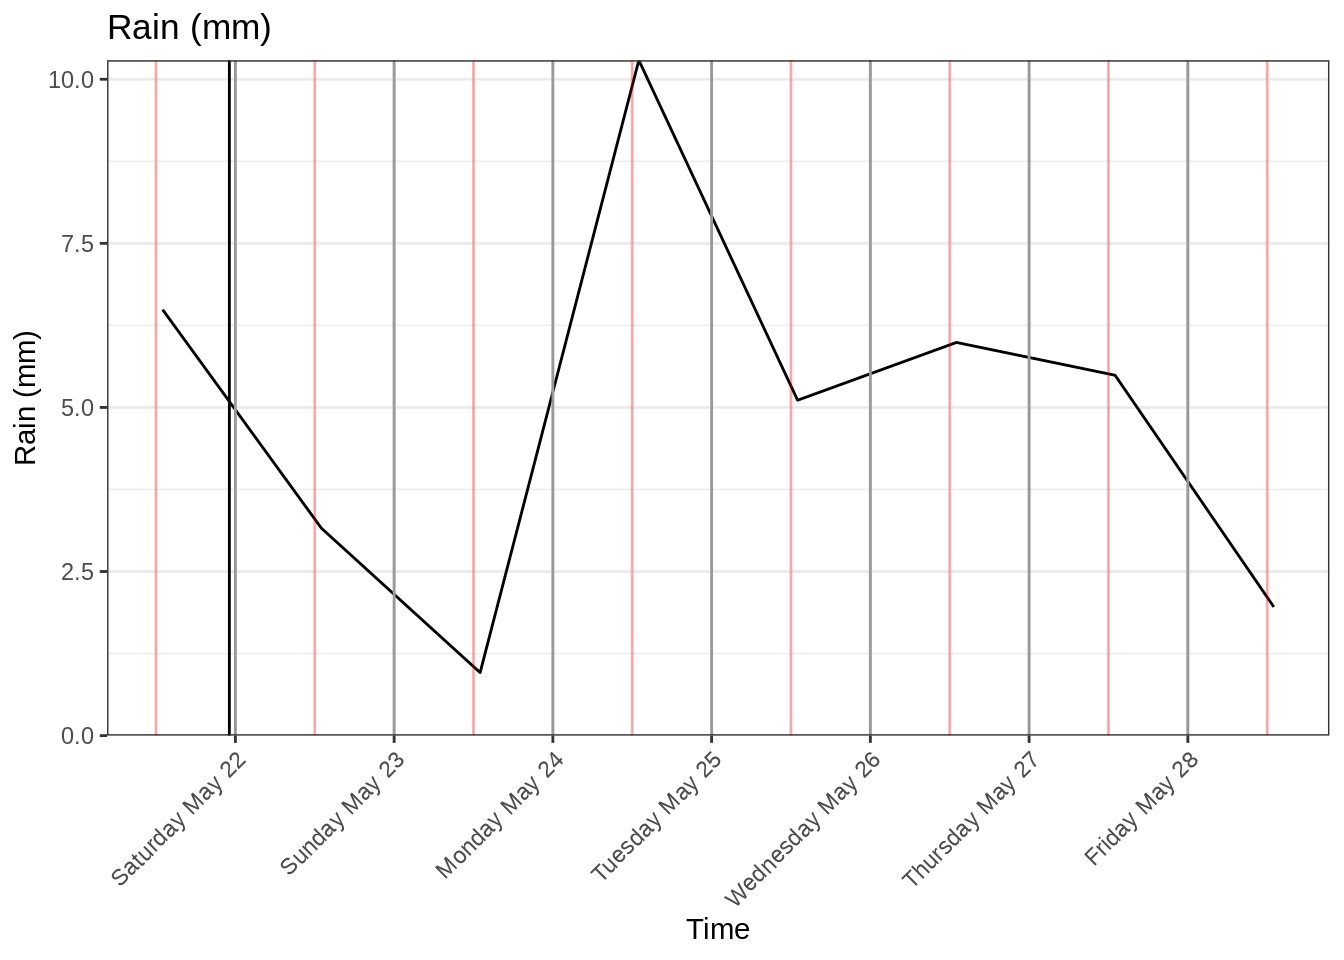 Rain (mm)
10.0
7.5
5.0
2.5
0.0
Rain (mm)
Saturday May 22
Sunday May 23
Monday May 24
Tuesday May 25
Wednesday May 26
Thursday May 27
Friday May 28
Time